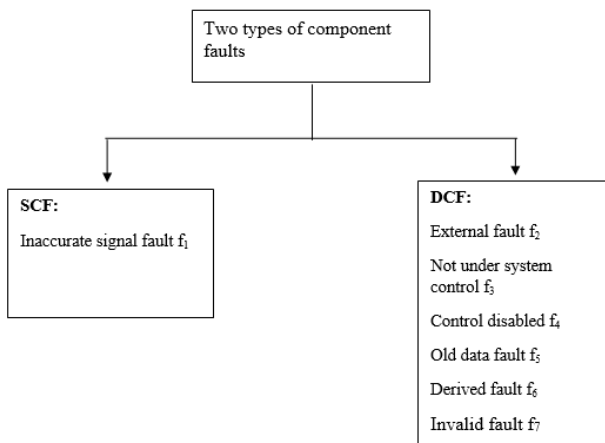 Two types of component
faults
SCF:
Inaccurate signal fault f₁
DCF:
External fault f₂
Not under system
control f₃
Control disabled f₄
Old data fault f₅
Derived fault f₆
Invalid fault f₇